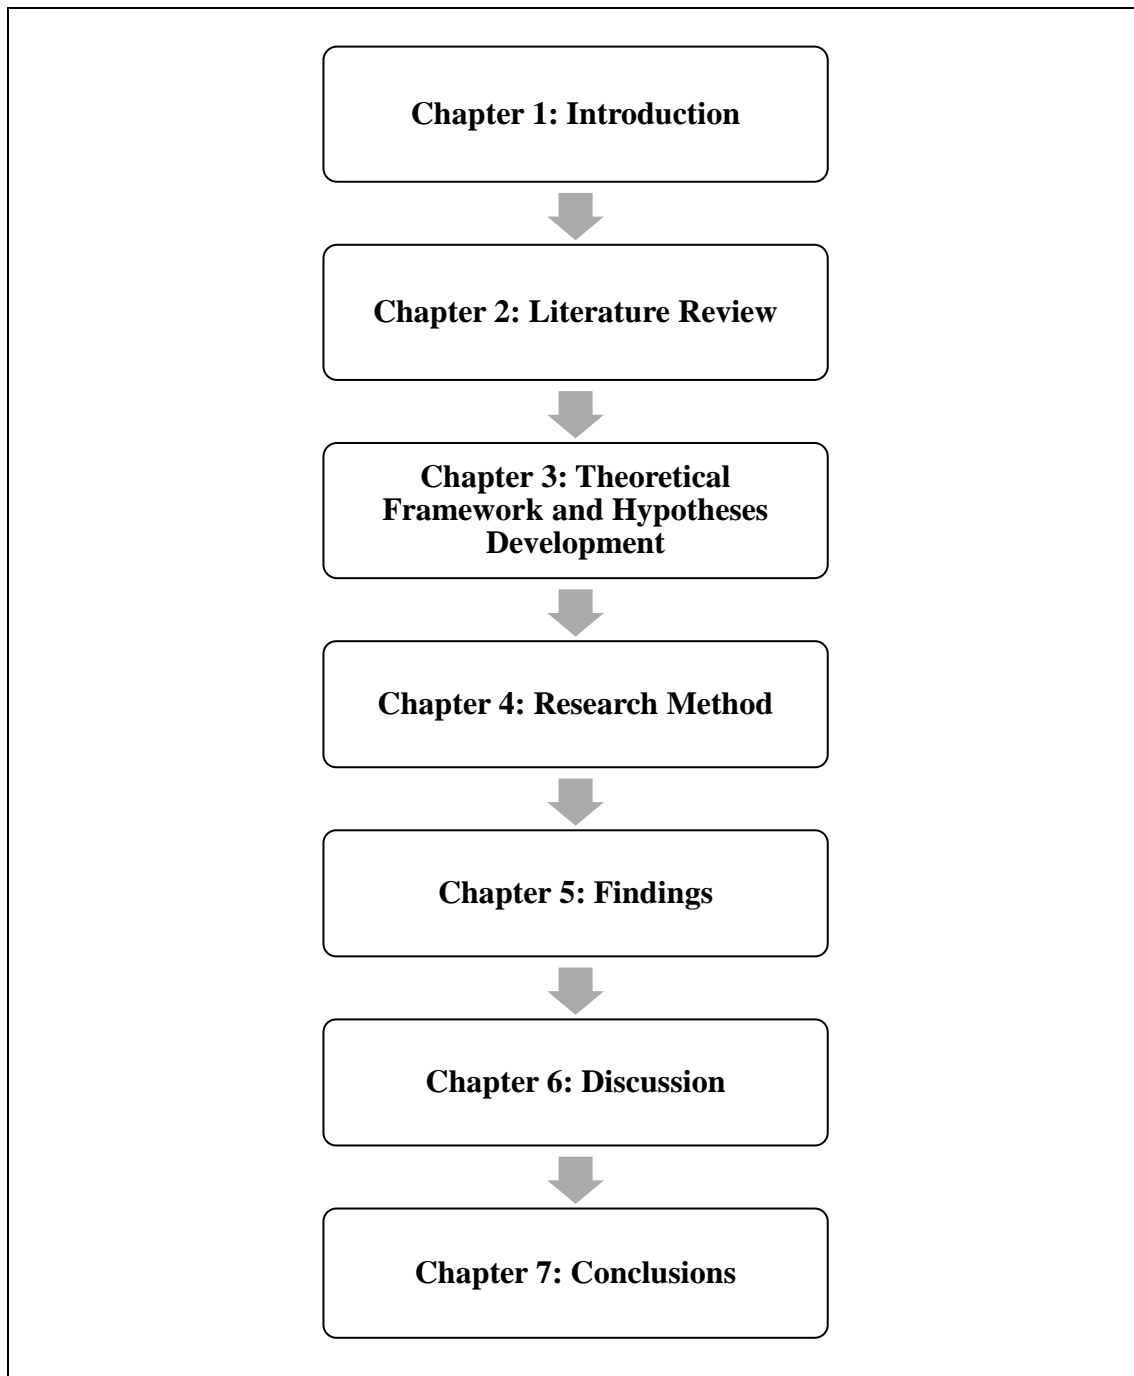 Chapter 1: Introduction
Chapter 2: Literature Review
Chapter 3: Theoretical
Framework and Hypotheses
Development
Chapter 4: Research Method
Chapter 5: Findings
Chapter 6: Discussion
Chapter 7: Conclusions